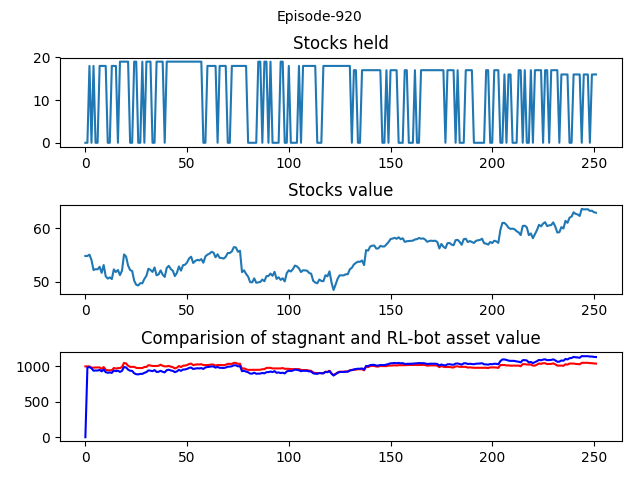 Episode-920
Stocks held
20
10
0
0 50 100 150 200 250
Stocks value
60
50
0 50 100 150 200 250
Comparision of stagnant and RL-bot asset value
1000
500
0
0 50 100 150 200 250